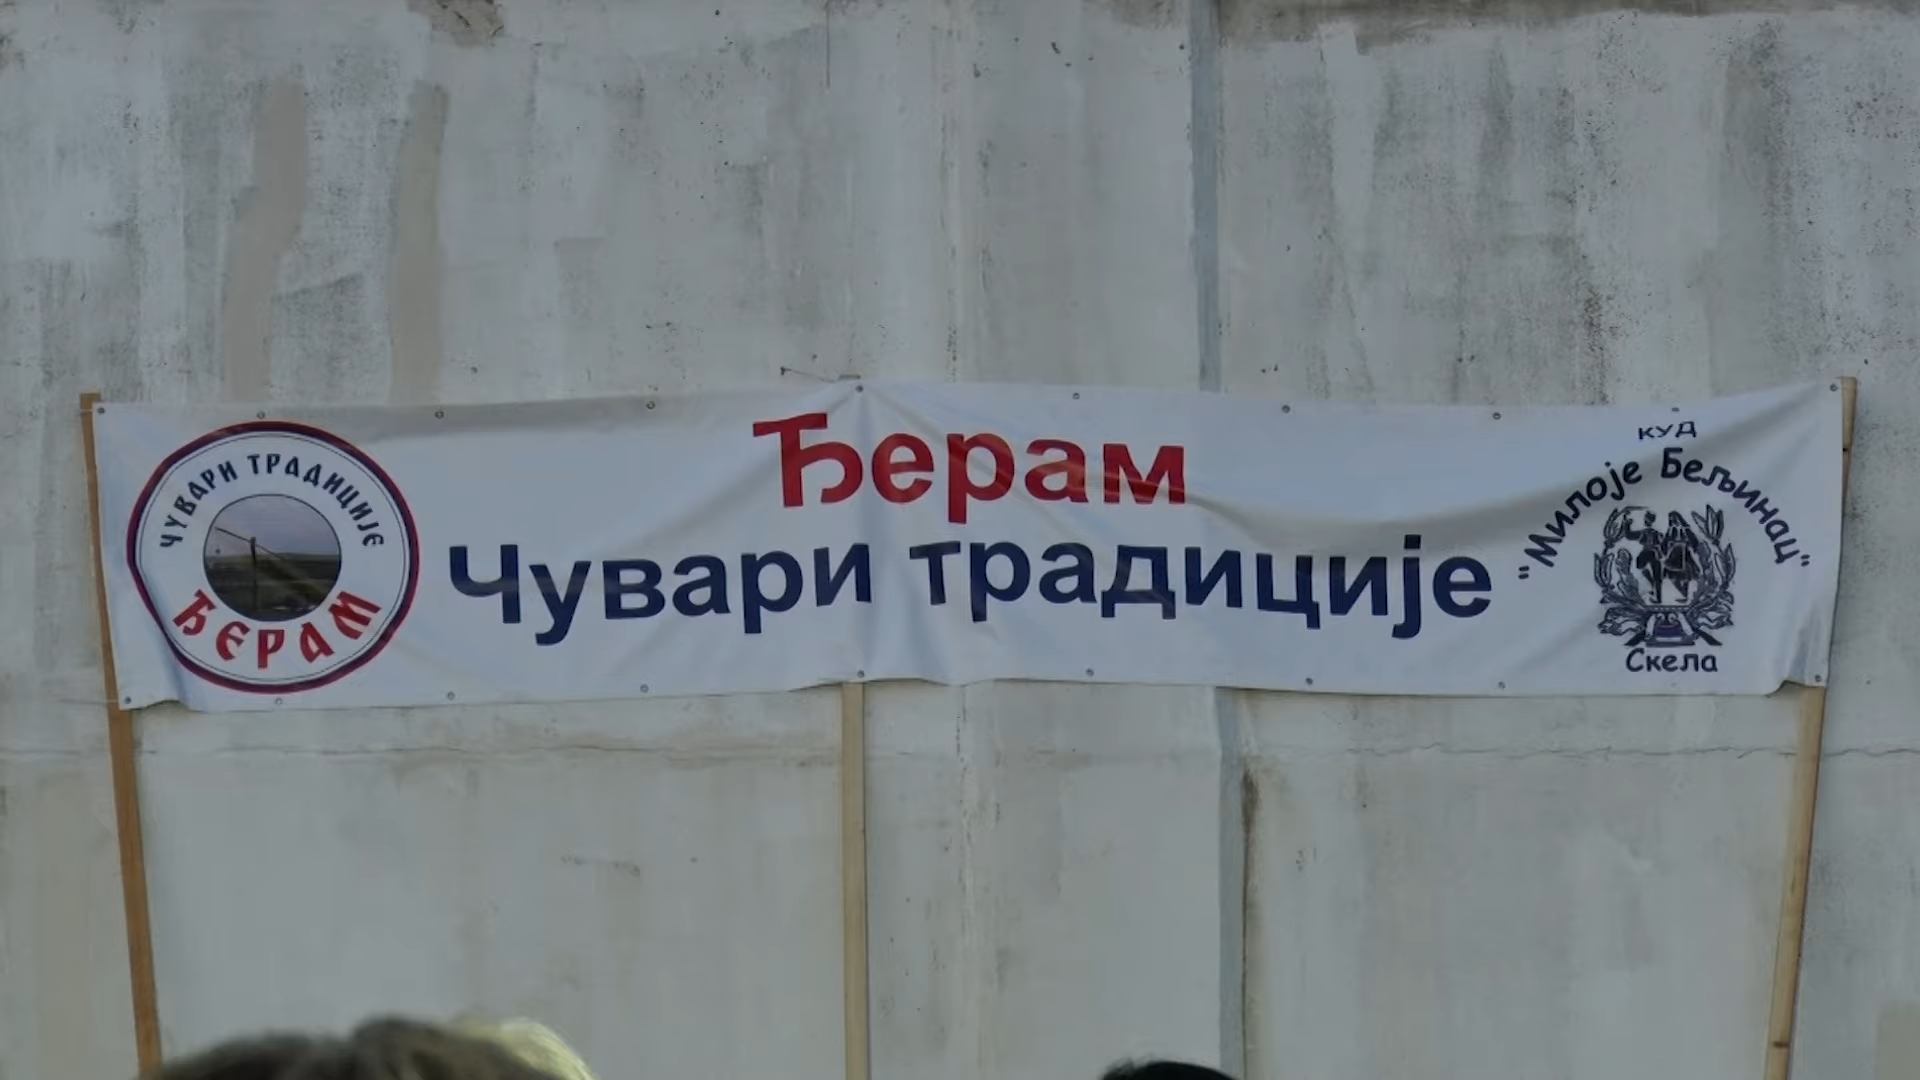 ЧУВАРИ ТРАДИЦИЈЕ
ЂЕРАМ
Ђерам
Чувари традиције
КУД
"Милоје Бељинац"
Скела